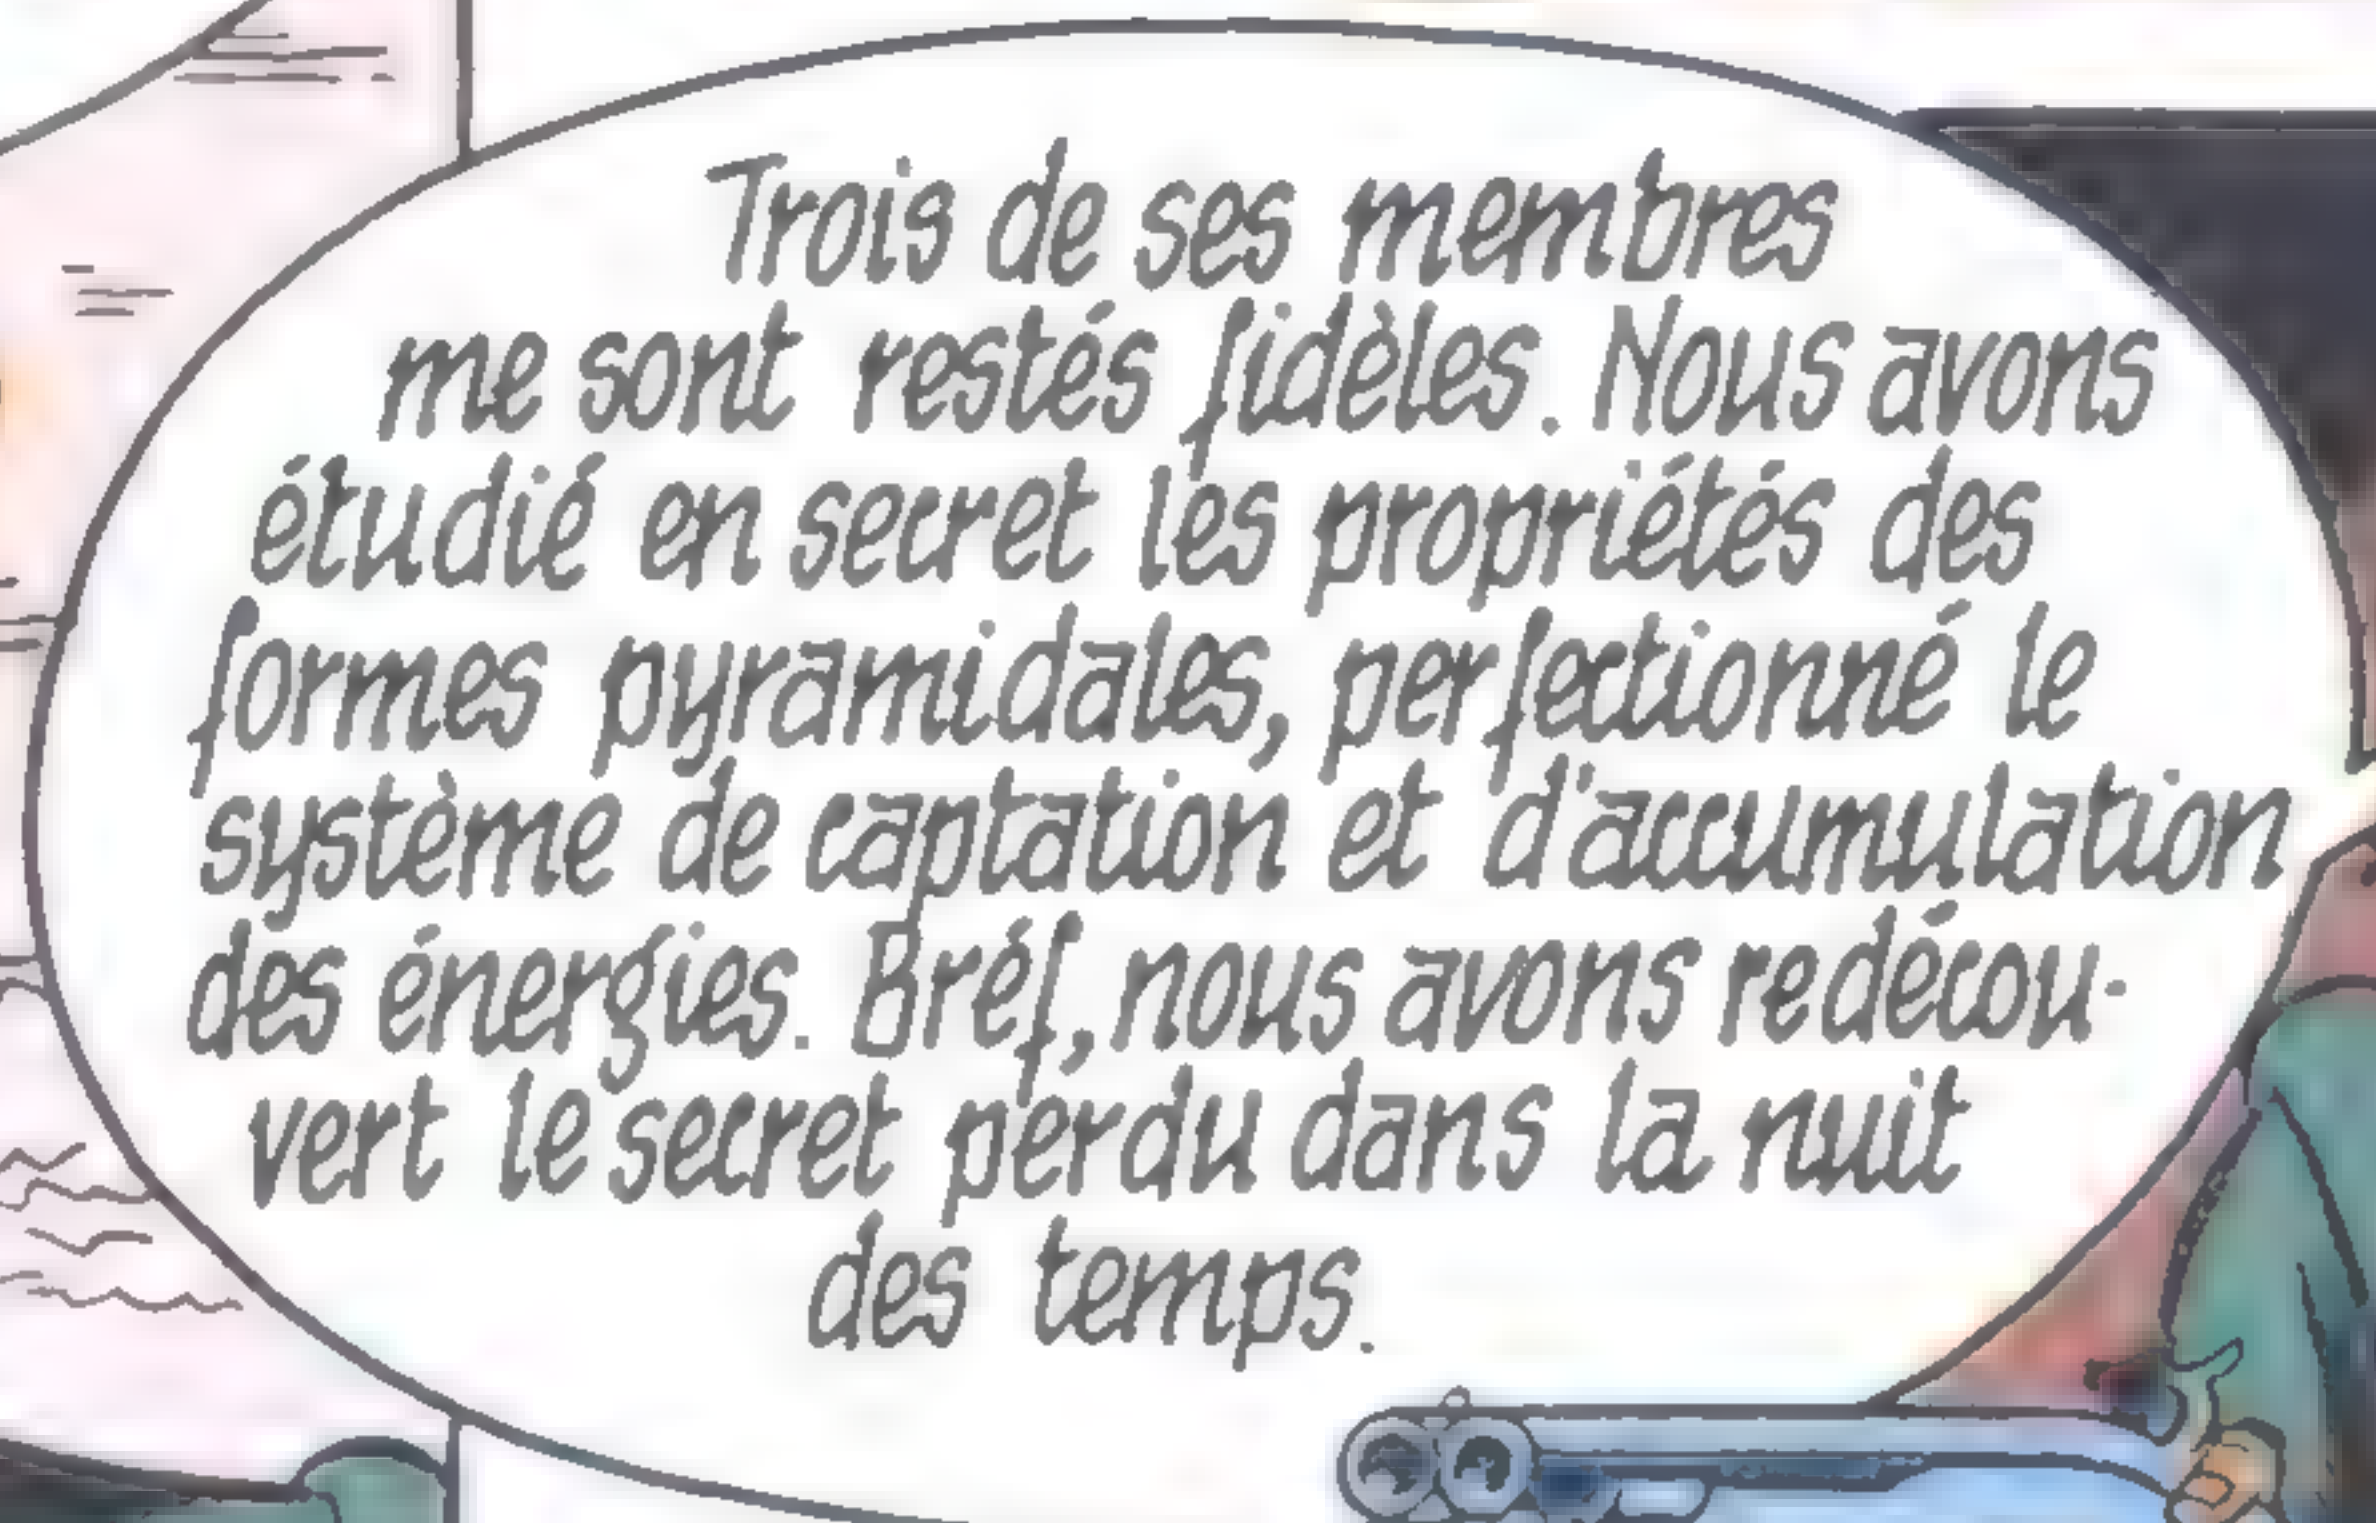 Trois de ses membres
me sont restés fidèles. Nous avons
étudié en secret les propriétés des
formes pyramidales, perfectionné le
système de captation et d'accumulation
des énergies. Bréf, nous avons redécou-
vert le secret perdu dans la nuit
des temps.